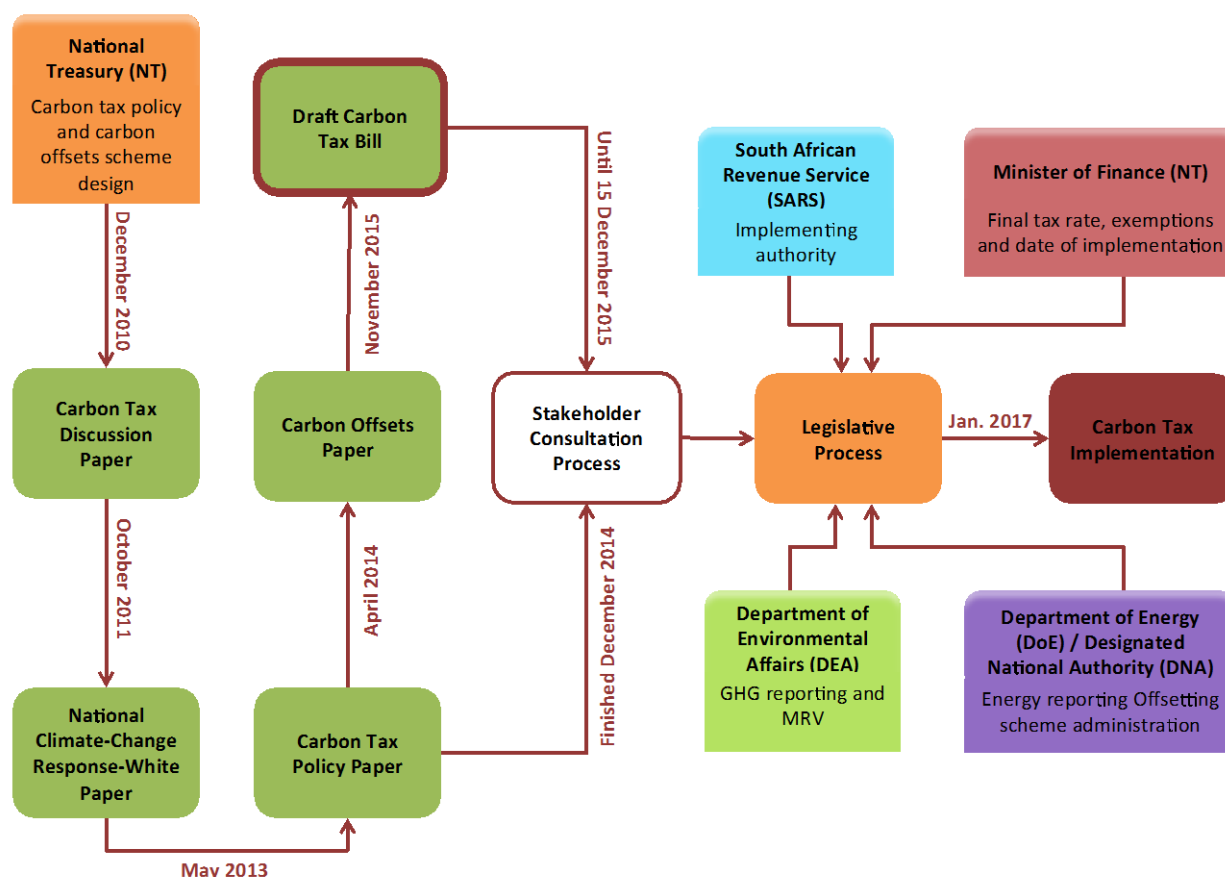 National
Treasury (NT)
Carbon tax policy
and carbon
offsets scheme
design
December 2010
Carbon Tax
Discussion
Paper
October 2011
National
Climate-Change
Response-White
Paper
May 2013
Carbon Tax
Policy Paper
April 2014
Carbon Offsets
Paper
November 2015
Draft Carbon
Tax Bill
Until 15 December 2015
Finished December 2014
Stakeholder
Consultation
Process
South African
Revenue Service
(SARS)
Implementing
authority
Minister of Finance (NT)
Final tax rate, exemptions
and date of implementation
Legislative
Process
Jan. 2017
Carbon Tax
Implementation
Department of
Environmental
Affairs (DEA)
GHG reporting and
MRV
Department of Energy
(DoE) / Designated
National Authority (DNA)
Energy reporting Offsetting
scheme administration